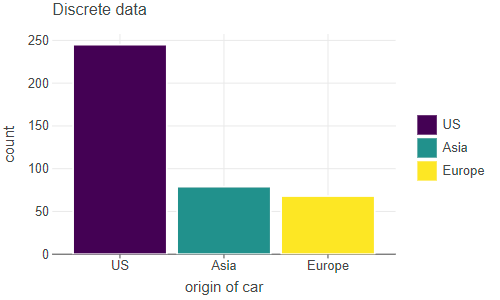 Discrete data
250
200
150
100
50
0
count
US
Asia
Europe
origin of car
US
Asia
Europe